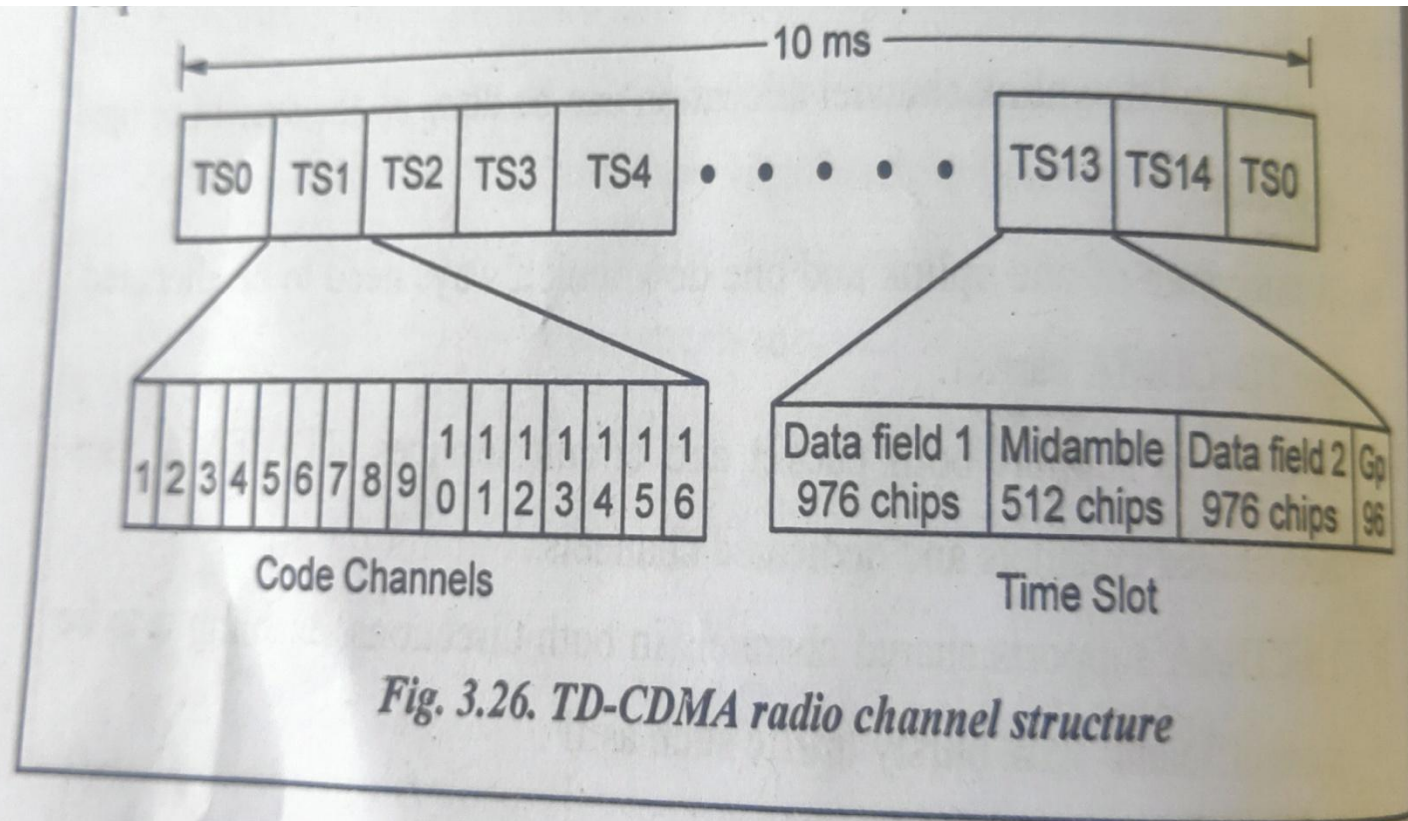 10 ms
TS0 TS1 TS2 TS3 TS4 • • • • • TS13 TS14 TS0
1 2 3 4 5 6 7 8 9 10 11 12 13 14 15 16
Code Channels
Data field 1 Midamble Data field 2 Gp
976 chips 512 chips 976 chips 96
Time Slot
Fig. 3.26. TD-CDMA radio channel structure